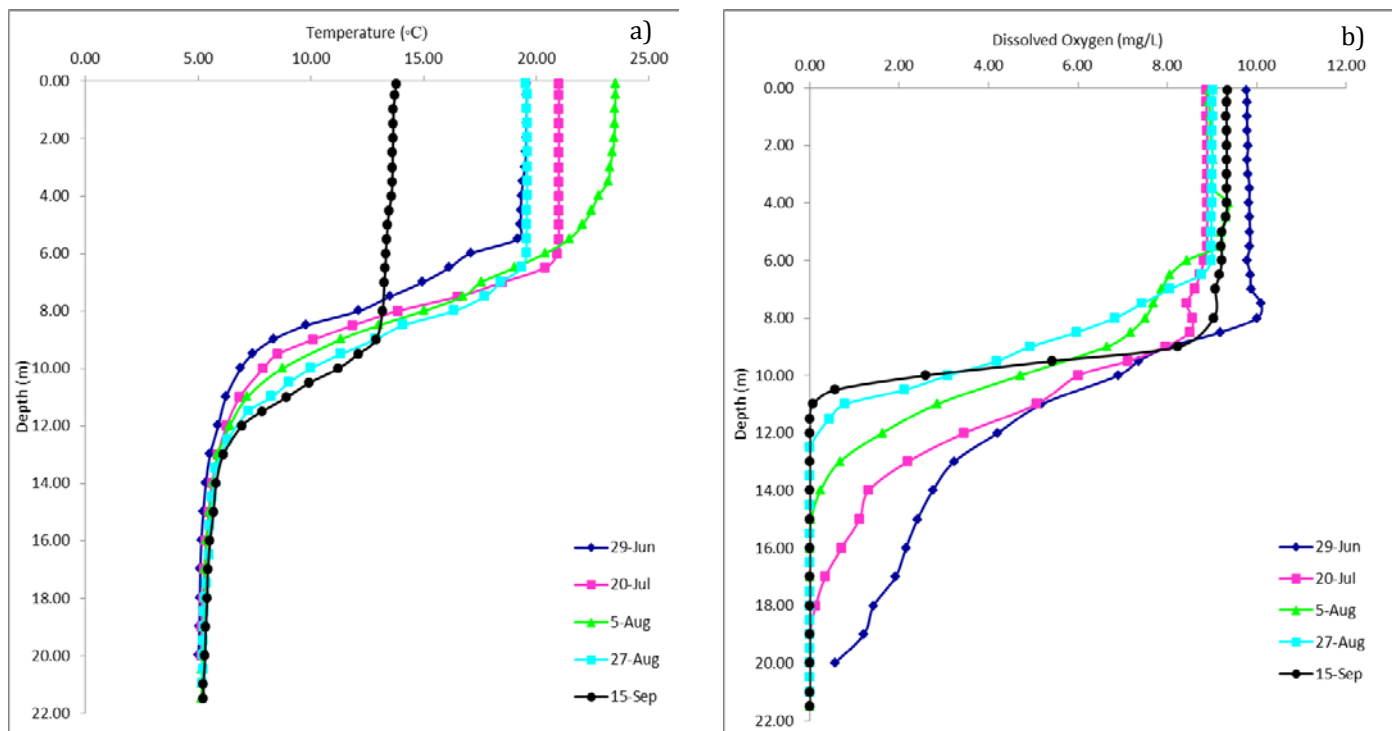 Temperature (◦C)
a)
0.00 5.00 10.00 15.00 20.00 25.00
0.00
2.00
4.00
6.00
8.00
10.00
12.00
14.00
16.00
18.00
20.00
22.00
Depth (m)
29-Jun
20-Jul
5-Aug
27-Aug
15-Sep
Dissolved Oxygen (mg/L)
b)
0.00 2.00 4.00 6.00 8.00 10.00 12.00
0.00
2.00
4.00
6.00
8.00
10.00
12.00
14.00
16.00
18.00
20.00
22.00
Depth (m)
29-Jun
20-Jul
5-Aug
27-Aug
15-Sep